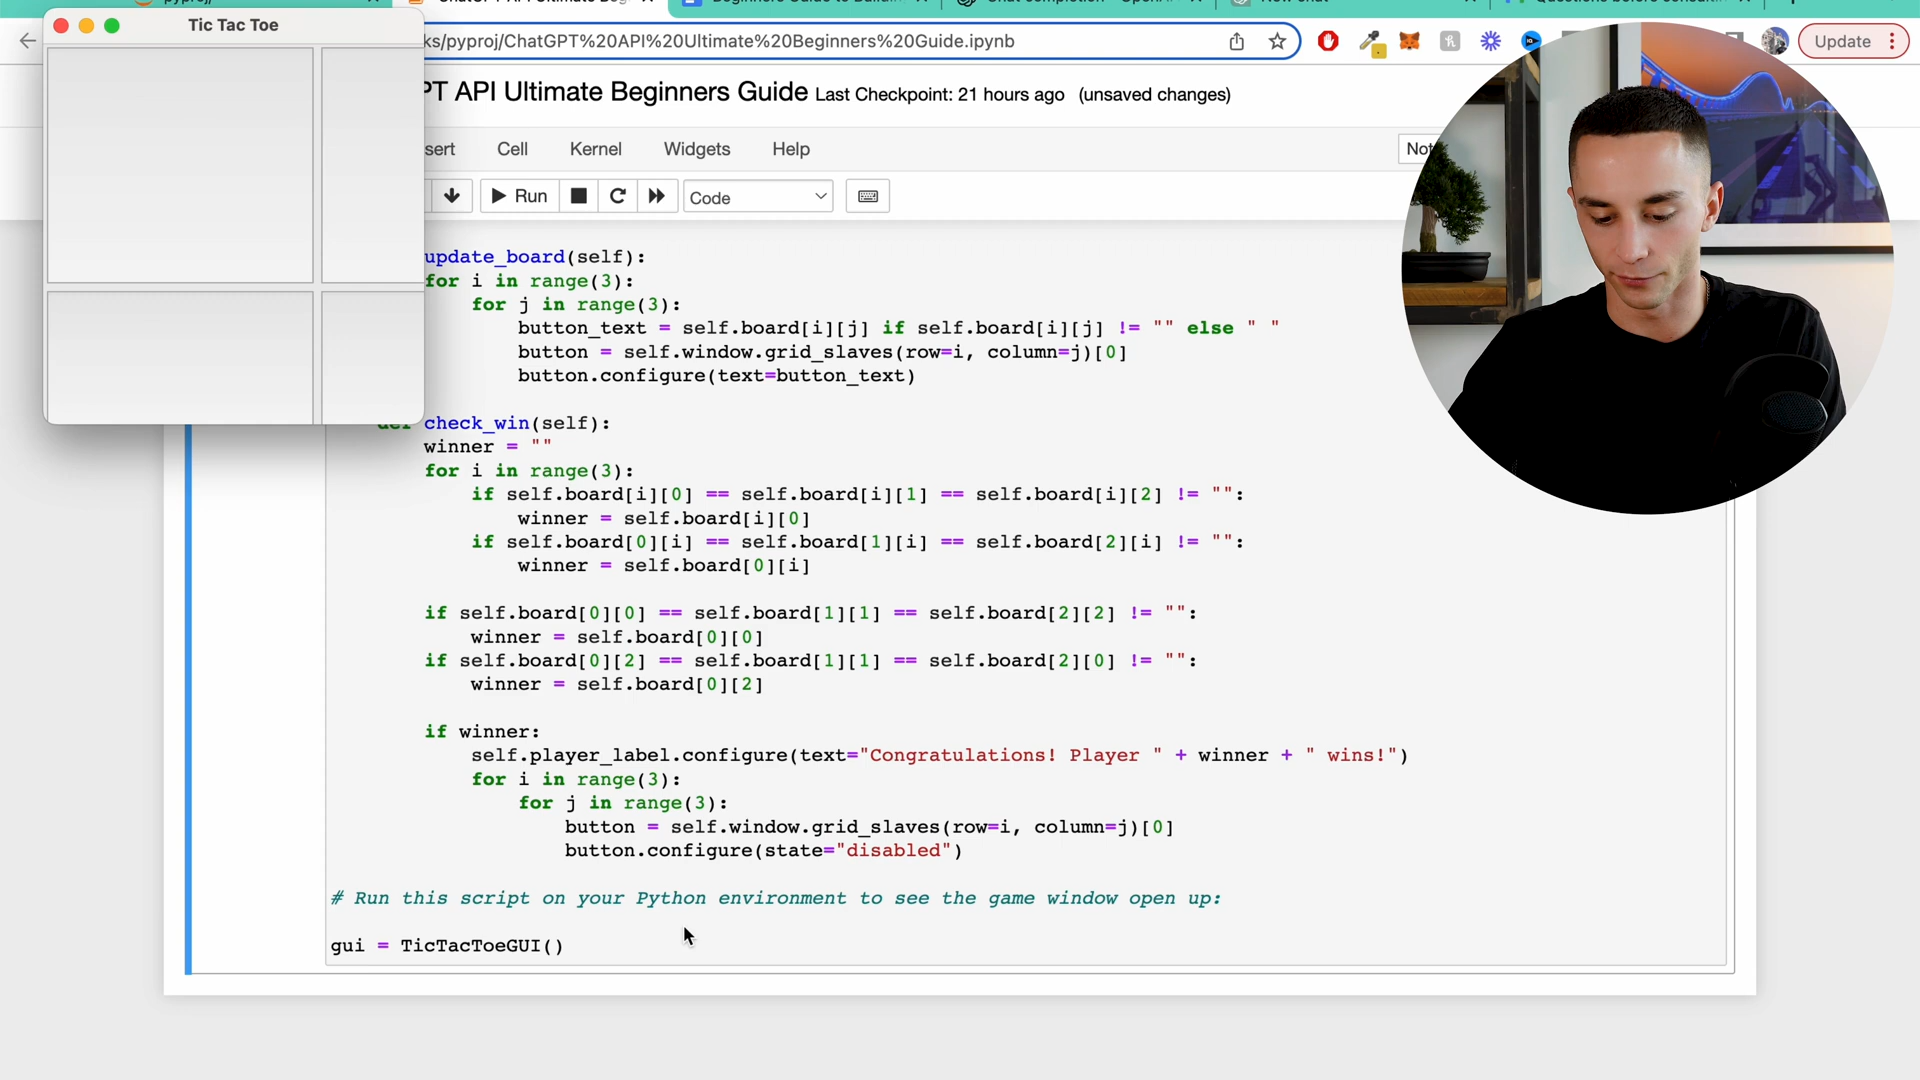 Tic Tac Toe
ks/pyproj/ChatGPT%20API%20Ultimate%20Beginners%20Guide.ipynb
Update
PT API Ultimate Beginners Guide Last Checkpoint: 21 hours ago (unsaved changes)
sert Cell Kernel Widgets Help
Not
Run
Code
update_board(self):
for i in range(3):
for j in range(3):
button_text = self.board[i][j] if self.board[i][j] != "" else " "
button = self.window.grid_slaves(row=i, column=j)[0]
button.configure(text=button_text)
def check_win(self):
winner = ""
for i in range(3):
if self.board[i][0] == self.board[i][1] == self.board[i][2] != "":
winner = self.board[i][0]
if self.board[0][i] == self.board[1][i] == self.board[2][i] != "":
winner = self.board[0][i]
if self.board[0][0] == self.board[1][1] == self.board[2][2] != "":
winner = self.board[0][0]
if self.board[0][2] == self.board[1][1] == self.board[2][0] != "":
winner = self.board[0][2]
if winner:
self.player_label.configure(text="Congratulations! Player " + winner + " wins!")
for i in range(3):
for j in range(3):
button = self.window.grid_slaves(row=i, column=j)[0]
button.configure(state="disabled")
# Run this script on your Python environment to see the game window open up:
gui = TicTacToeGUI()